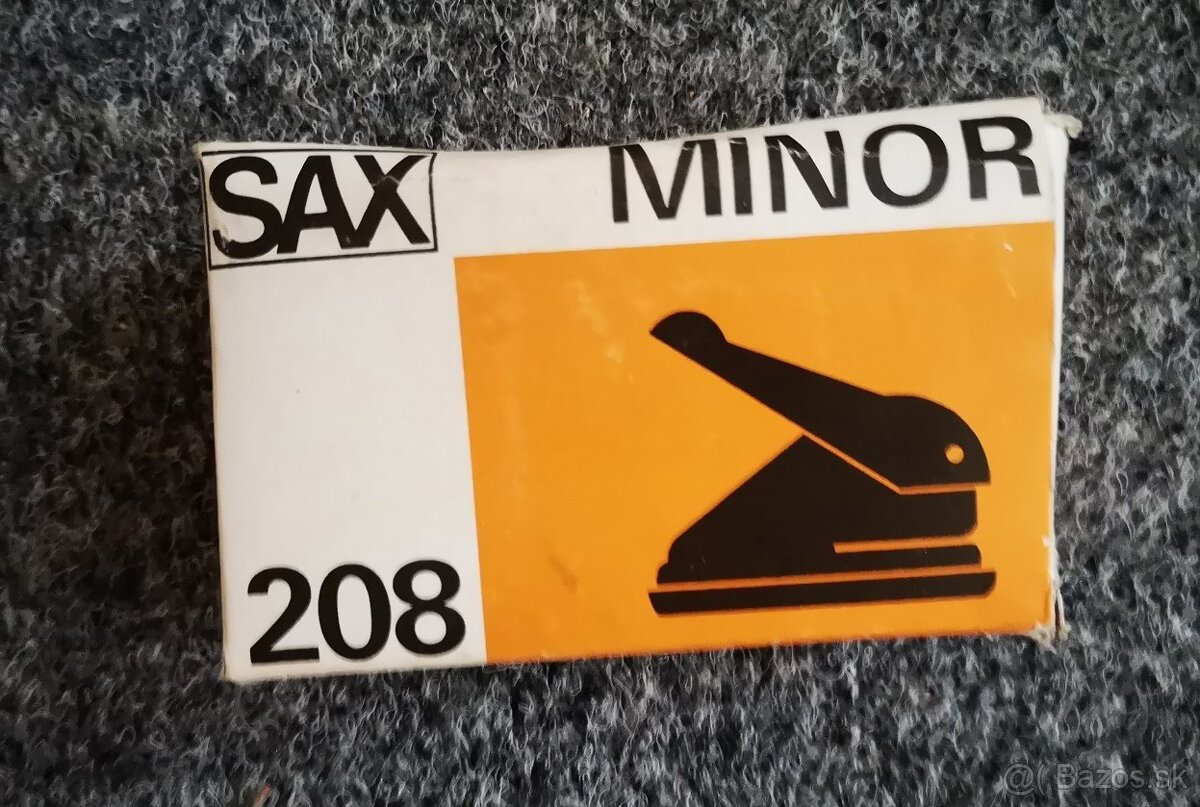 SAX MINOR
208
@( Bazos.sk